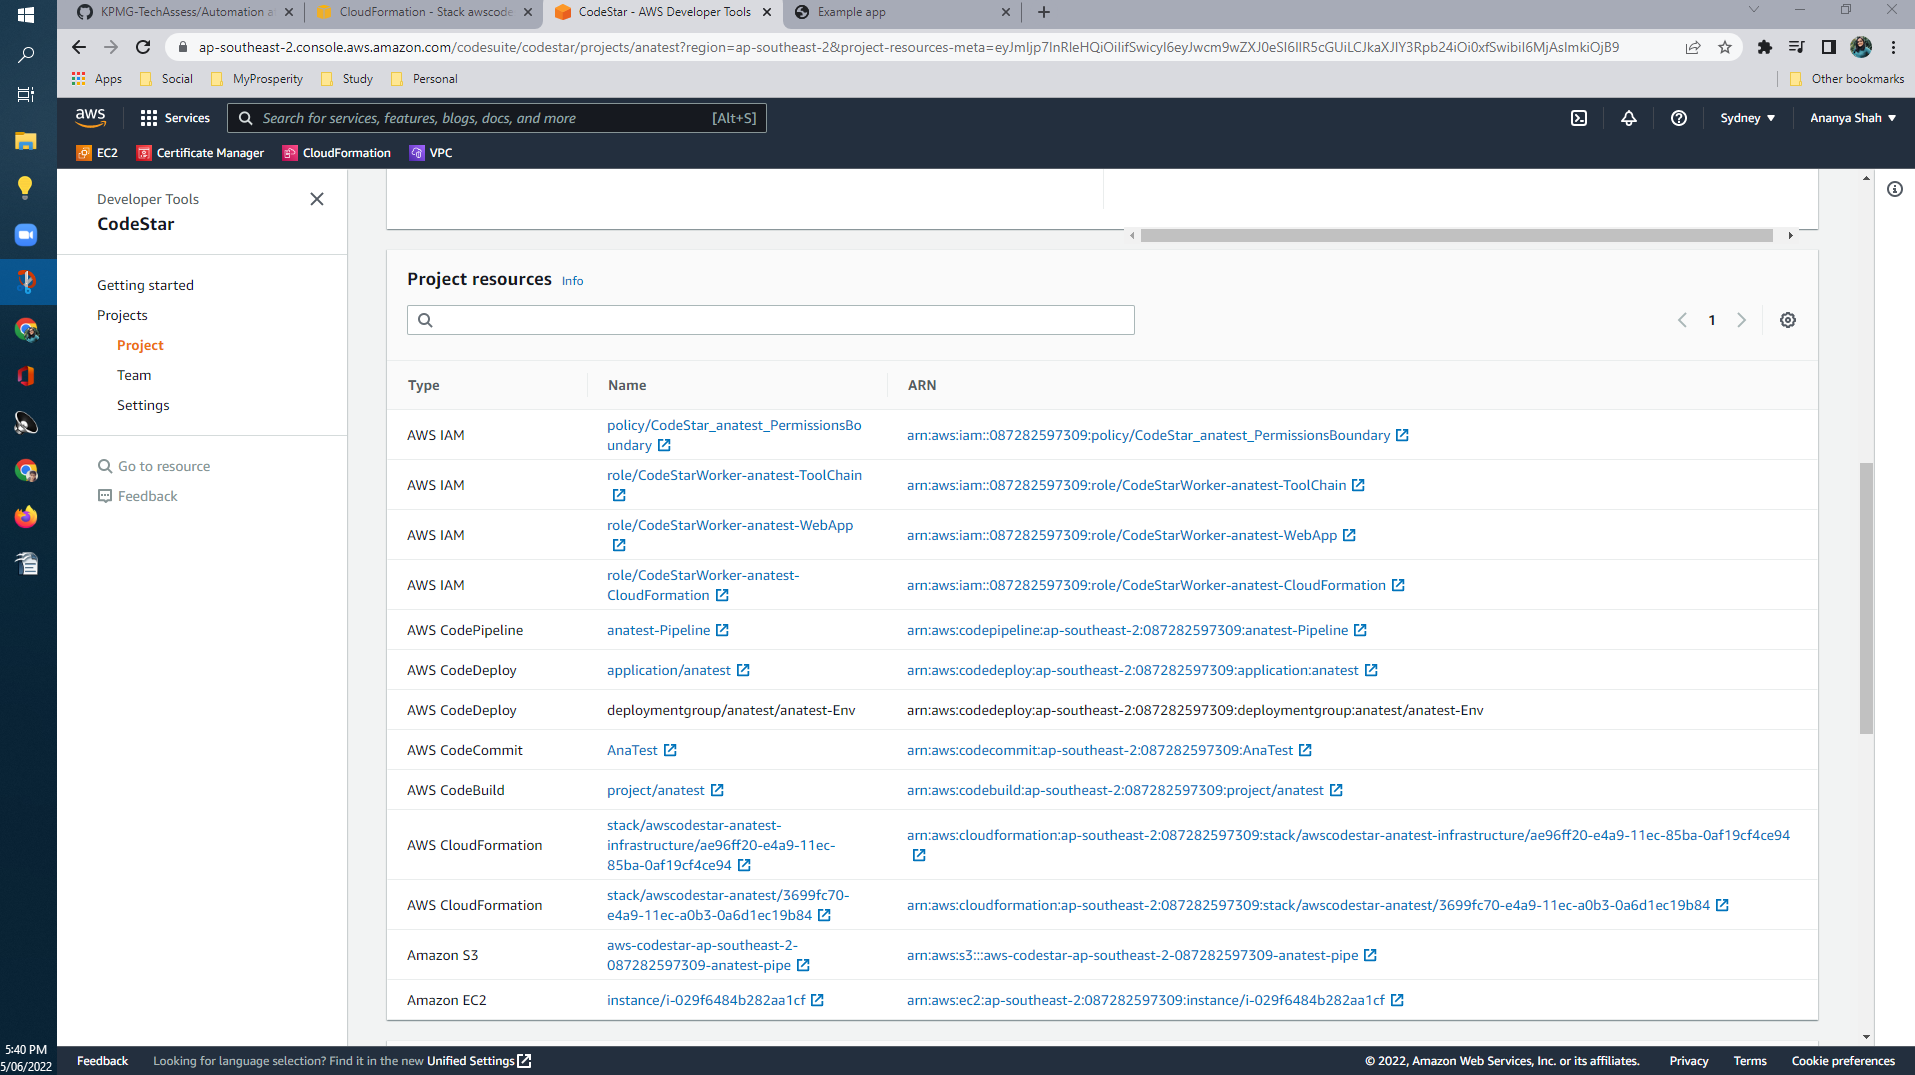 KPMG-TechAssess/Automation a
CloudFormation - Stack awscode
CodeStar - AWS Developer Tools
Example app
ap-southeast-2.console.aws.amazon.com/codesuite/codestar/projects/anatest?region=ap-southeast-2&project-resources-meta=
Apps
Social
MyProsperity
Study
Personal
Other bookmarks
aws
Services
Search for services, features, blogs, docs, and more
[Alt+S]
Sydney
Ananya Shah
EC2
Certificate Manager
CloudFormation
VPC
Developer Tools
CodeStar
Getting started
Projects
Project
Team
Settings
Go to resource
Feedback
Project resources Info
1
Type Name ARN
AWS IAM
policy/CodeStar_anatest_PermissionsBo
undary
arn:aws:iam::087282597309:policy/CodeStar_anatest_PermissionsBoundary
AWS IAM
role/CodeStarWorker-anatest-ToolChain
arn:aws:iam::087282597309:role/CodeStarWorker-anatest-ToolChain
AWS IAM
role/CodeStarWorker-anatest-WebApp
arn:aws:iam::087282597309:role/CodeStarWorker-anatest-WebApp
AWS IAM
role/CodeStarWorker-anatest-
CloudFormation
arn:aws:iam::087282597309:role/CodeStarWorker-anatest-CloudFormation
AWS CodePipeline
anatest-Pipeline
arn:aws:codepipeline:ap-southeast-2:087282597309:anatest-Pipeline
AWS CodeDeploy
application/anatest
arn:aws:codedeploy:ap-southeast-2:087282597309:application:anatest
AWS CodeDeploy
deploymentgroup/anatest/anatest-Env
arn:aws:codedeploy:ap-southeast-2:087282597309:deploymentgroup:anatest/anatest-Env
AWS CodeCommit
AnaTest
arn:aws:codecommit:ap-southeast-2:087282597309:AnaTest
AWS CodeBuild
project/anatest
arn:aws:codebuild:ap-southeast-2:087282597309:project/anatest
AWS CloudFormation
stack/awscodestar-anatest-
infrastructure/ae96ff20-e4a9-11ec-
85ba-0af19cf4ce94
arn:aws:cloudformation:ap-southeast-2:087282597309:stack/awscodestar-anatest-infrastructure/ae96ff20-e4a9-11ec-85ba-0af19cf4ce94
AWS CloudFormation
stack/awscodestar-anatest/3699fc70-
e4a9-11ec-a0b3-0a6d1ec19b84
arn:aws:cloudformation:ap-southeast-2:087282597309:stack/awscodestar-anatest/3699fc70-e4a9-11ec-a0b3-0a6d1ec19b84
Amazon S3
aws-codestar-ap-southeast-2-
087282597309-anatest-pipe
arn:aws:s3:::aws-codestar-ap-southeast-2-087282597309-anatest-pipe
Amazon EC2
instance/i-029f6484b282aa1cf
arn:aws:ec2:ap-southeast-2:087282597309:instance/i-029f6484b282aa1cf
5:40 PM
5/06/2022
Feedback
Looking for language selection? Find it in the new Unified Settings
© 2022, Amazon Web Services, Inc. or its affiliates.
Privacy
Terms
Cookie preferences